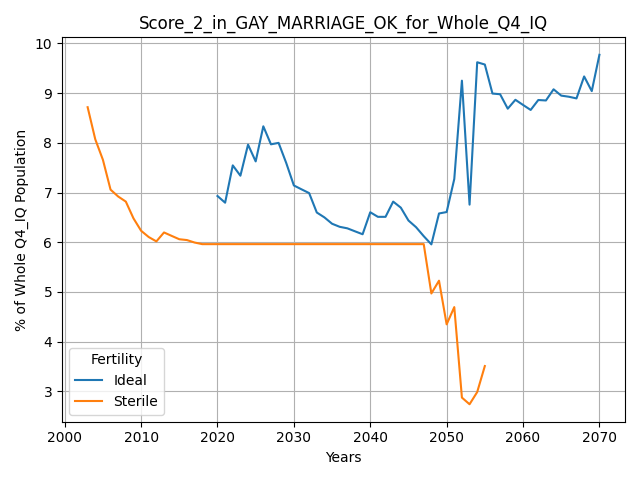 Score_2_in_GAY_MARRIAGE_OK_for_Whole_Q4_IQ
% of Whole Q4_IQ Population
10
9
8
7
6
5
4
3
Fertility
Ideal
Sterile
2000 2010 2020 2030 2040 2050 2060 2070
Years